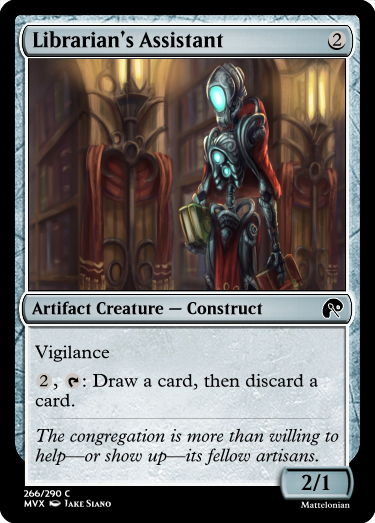 Librarian's Assistant 2
Artifact Creature — Construct
Vigilance
2, : Draw a card, then discard a
card.
The congregation is more than willing to
help—or show up—its fellow artisans.
2/1
266/290 C
MVX Jake Siano
Mattelonian